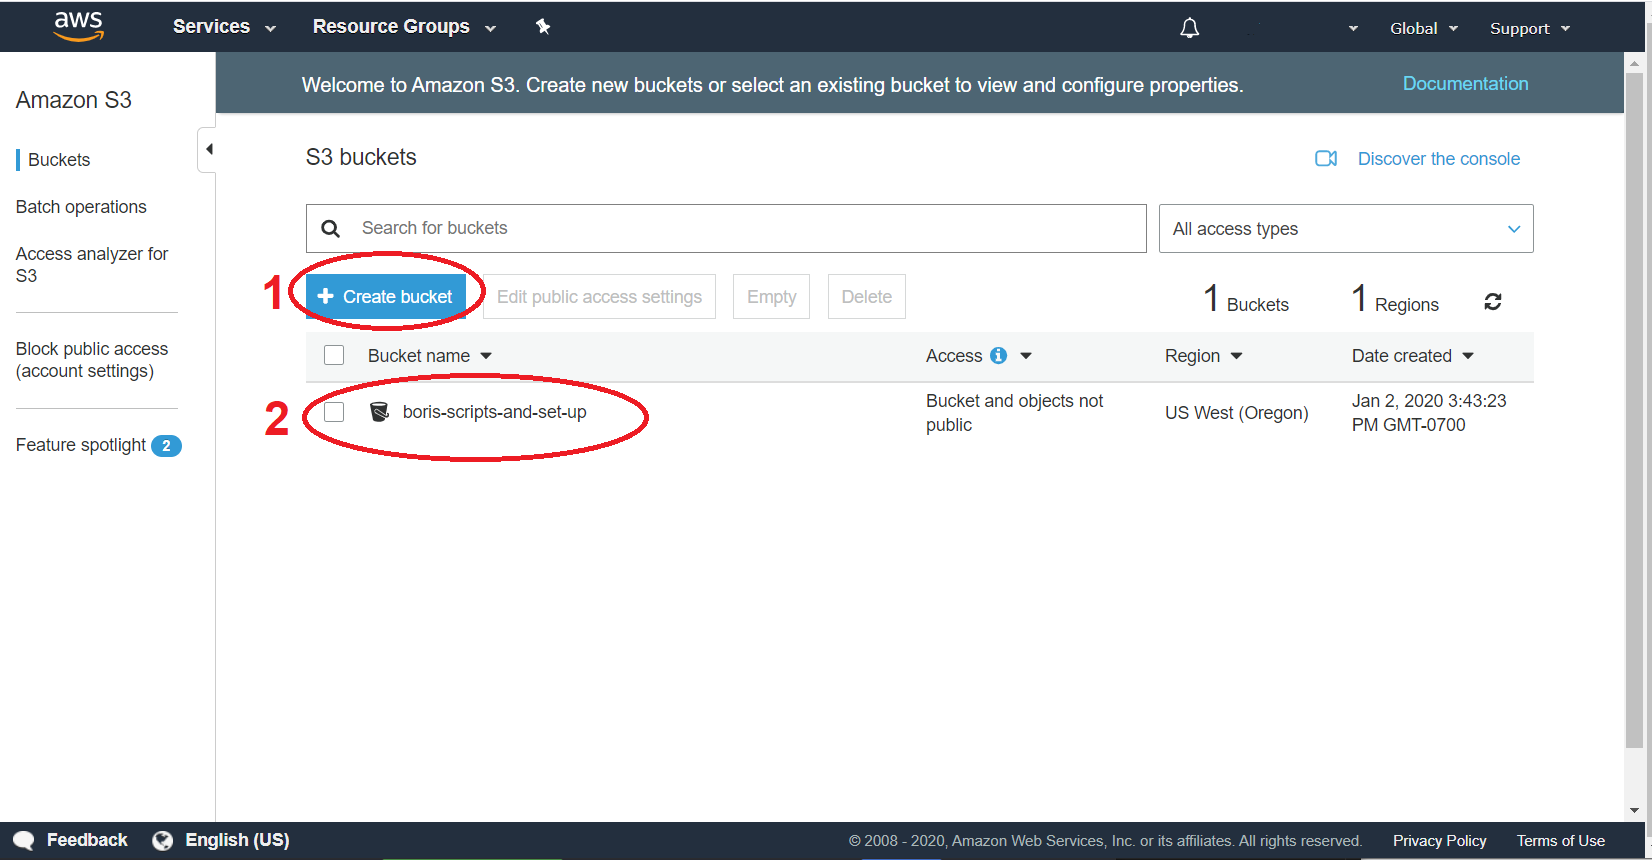 aws Services Resource Groups Global Support
Amazon S3
Buckets
Batch operations
Access analyzer for
S3
Block public access
(account settings)
Feature spotlight 2
Welcome to Amazon S3. Create new buckets or select an existing bucket to view and configure properties. Documentation
S3 buckets Discover the console
Search for buckets All access types
1 + Create bucket Edit public access settings Empty Delete 1 Buckets 1 Regions
Bucket name Access i Region Date created
2 boris-scripts-and-set-up Bucket and objects not US West (Oregon) Jan 2, 2020 3:43:23
public PM GMT-0700
Feedback English (US) © 2008 - 2020, Amazon Web Services, Inc. or its affiliates. All rights reserved. Privacy Policy Terms of Use